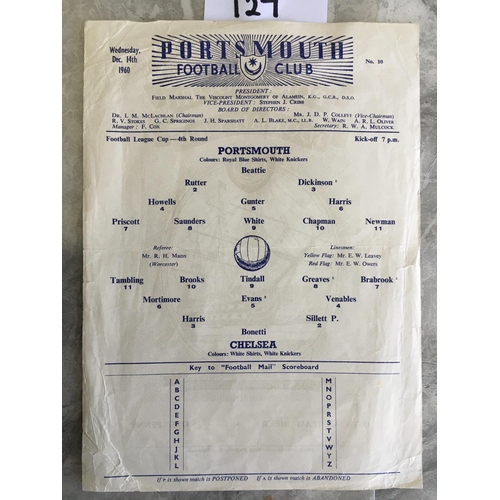 127
Wednesday,
Dec. 14th
1960
PORTSMOUTH
FOOTBALL CLUB
No. 10
PRESIDENT:
FIELD MARSHAL THE VISCOUNT MONTGOMERY OF ALAMEIN, K.G., G.C.B., D.S.O.
VICE-PRESIDENT: STEPHEN J. CRIBB
BOARD OF DIRECTORS:
DR. I. M. MCLACHLAN (Chairman) MR. J. D. P. COLLETT (Vice-Chairman)
R. V. STOKES G. C. SPRIGINGS J. H. SPARSHATT A. L. BLAKE, M.C., LL.B. W. WAIN A. R. L. OLIVER
Manager: F. COX Secretary: R. W. A. MULCOCK
Football League Cup—4th Round Kick-off 7 p.m.
PORTSMOUTH
Colours: Royal Blue Shirts, White Knickers
Beattie
Rutter Dickinson
2 3
Howells Gunter Harris
4 5 6
Priscott Saunders White Chapman Newman
7 8 9 10 11
Referee: Linesmen:
Mr. R. H. Mann Yellow Flag: Mr. E. W. Leavey
(Worcester) Red Flag: Mr. E. W. Owers
Tambling Brooks Tindall Greaves Brabrook
11 10 9 8 7
Mortimore Evans Venables
6 5 4
Harris Sillett P.
3 2
Bonetti
CHELSEA
Colours: White Shirts, White Knickers
Key to "Football Mail" Scoreboard
A M
B N
C O
D P
E R
F S
G T
H U
I V
J W
K X
L Y
Z
If P is shown match is POSTPONED If S is shown match is ABANDONED